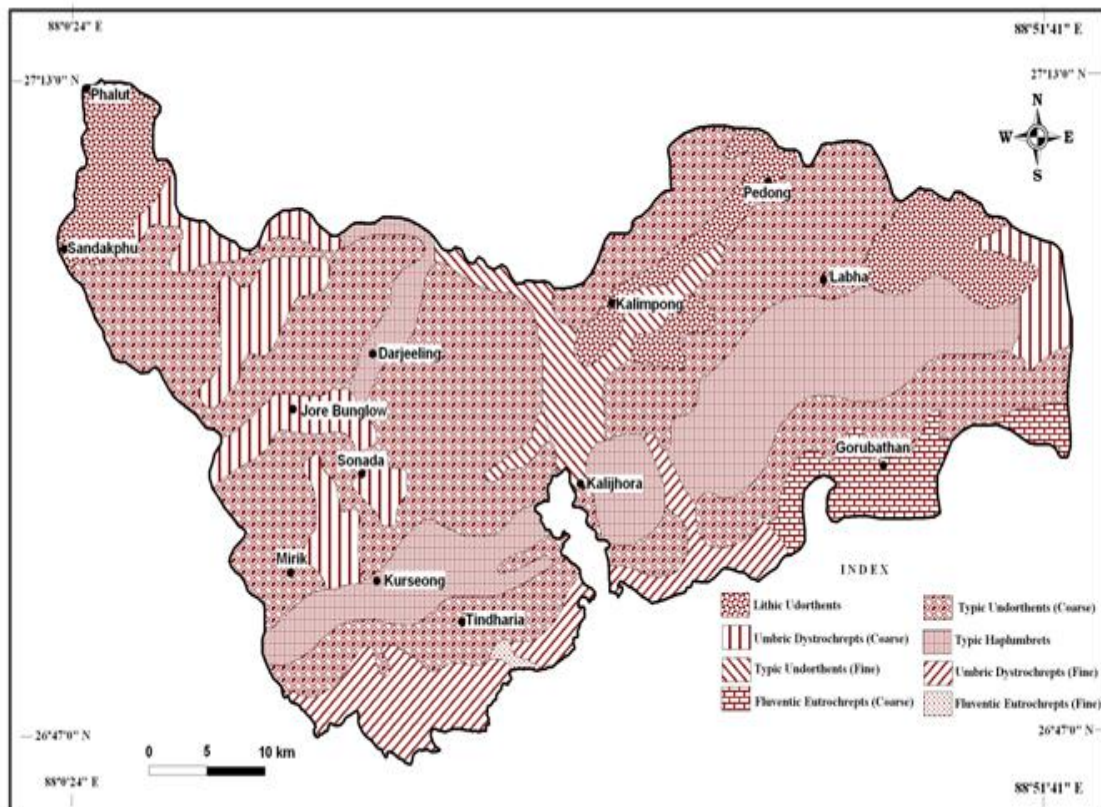 88°0'24" E
88°51'41" E
27°13'0" N
27°13'0" N
Phalut
N
W E
S
Pedong
Sandakphu
Labha
Kalimpong
Darjeeling
Jore Bunglow
Gorubathan
Sonada
Kalijhora
Mirik
Kurseong
Tindharia
INDEX
Lithic Udorthents
Typic Undorthents (Coarse)
Umbric Dystrochrepts (Coarse)
Typic Haplumbrets
Typic Undorthents (Fine)
Umbric Dystrochrepts (Fine)
Fluventic Eutrochrepts (Coarse)
Fluventic Eutrochrepts (Fine)
26°47'0" N
26°47'0" N
0 5 10 km
88°0'24" E
88°51'41" E